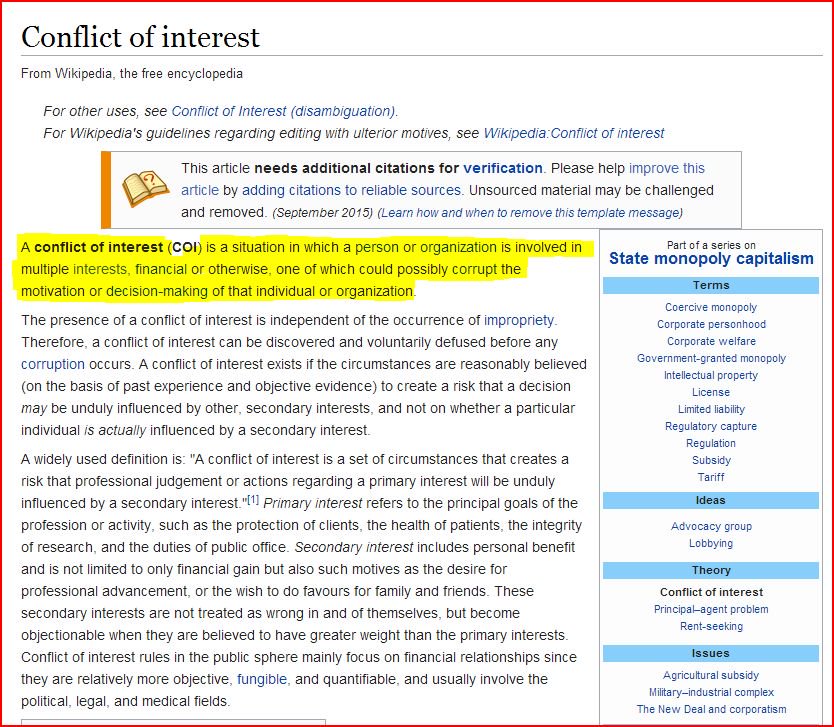 Conflict of interest
From Wikipedia, the free encyclopedia
For other uses, see Conflict of Interest (disambiguation).
For Wikipedia's guidelines regarding editing with ulterior motives, see Wikipedia:Conflict of interest
This article needs additional citations for verification. Please help improve this
article by adding citations to reliable sources. Unsourced material may be challenged
and removed. (September 2015) (Learn how and when to remove this template message)
A conflict of interest (COI) is a situation in which a person or organization is involved in
multiple interests, financial or otherwise, one of which could possibly corrupt the
motivation or decision-making of that individual or organization.
The presence of a conflict of interest is independent of the occurrence of impropriety.
Therefore, a conflict of interest can be discovered and voluntarily defused before any
corruption occurs. A conflict of interest exists if the circumstances are reasonably believed
(on the basis of past experience and objective evidence) to create a risk that a decision
may be unduly influenced by other, secondary interests, and not on whether a particular
individual is actually influenced by a secondary interest.
A widely used definition is: "A conflict of interest is a set of circumstances that creates a
risk that professional judgement or actions regarding a primary interest will be unduly
influenced by a secondary interest."[1] Primary interest refers to the principal goals of the
profession or activity, such as the protection of clients, the health of patients, the integrity
of research, and the duties of public office. Secondary interest includes personal benefit
and is not limited to only financial gain but also such motives as the desire for
professional advancement, or the wish to do favours for family and friends. These
secondary interests are not treated as wrong in and of themselves, but become
objectionable when they are believed to have greater weight than the primary interests.
Conflict of interest rules in the public sphere mainly focus on financial relationships since
they are relatively more objective, fungible, and quantifiable, and usually involve the
political, legal, and medical fields.
Part of a series on
State monopoly capitalism
Terms
Coercive monopoly
Corporate personhood
Corporate welfare
Government-granted monopoly
Intellectual property
License
Limited liability
Regulatory capture
Regulation
Subsidy
Tariff
Ideas
Advocacy group
Lobbying
Theory
Conflict of interest
Principal–agent problem
Rent-seeking
Issues
Agricultural subsidy
Military–industrial complex
The New Deal and corporatism